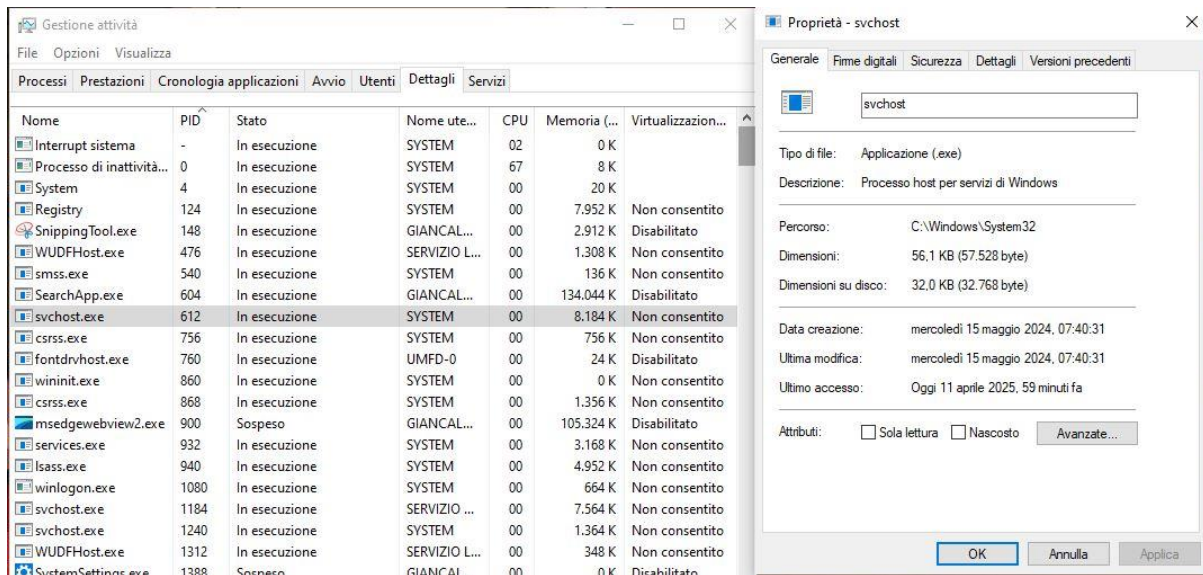 Gestione attività
File Opzioni Visualizza
Processi Prestazioni Cronologia applicazioni Avvio Utenti Dettagli Servizi
Nome PID Stato Nome ute... CPU Memoria (... Virtualizzazion...
Interrupt sistema - In esecuzione SYSTEM 02 0 K
Processo di inattività... 0 In esecuzione SYSTEM 67 8 K
System 4 In esecuzione SYSTEM 00 20 K
Registry 124 In esecuzione SYSTEM 00 7.952 K Non consentito
SnippingTool.exe 148 In esecuzione GIANCAL... 00 2.912 K Disabilitato
WUDFHost.exe 476 In esecuzione SERVIZIO L... 00 1.308 K Non consentito
smss.exe 540 In esecuzione SYSTEM 00 136 K Non consentito
SearchApp.exe 604 In esecuzione GIANCAL... 00 134.044 K Disabilitato
svchost.exe 612 In esecuzione SYSTEM 00 8.184 K Non consentito
csrss.exe 756 In esecuzione SYSTEM 00 756 K Non consentito
fontdrvhost.exe 760 In esecuzione UMFD-0 00 24 K Disabilitato
wininit.exe 860 In esecuzione SYSTEM 00 0 K Non consentito
csrss.exe 868 In esecuzione SYSTEM 00 1.356 K Non consentito
msedgewebview2.exe 900 Sospeso GIANCAL... 00 105.324 K Disabilitato
services.exe 932 In esecuzione SYSTEM 00 3.168 K Non consentito
lsass.exe 940 In esecuzione SYSTEM 00 4.952 K Non consentito
winlogon.exe 1080 In esecuzione SYSTEM 00 664 K Non consentito
svchost.exe 1184 In esecuzione SERVIZIO ... 00 7.564 K Non consentito
svchost.exe 1240 In esecuzione SYSTEM 00 1.364 K Non consentito
WUDFHost.exe 1312 In esecuzione SERVIZIO L... 00 348 K Non consentito
SystemSettings.exe 1388 Sospeso GIANCAL... 00 0 K Disabilitato
Proprietà - svchost
Generale Firme digitali Sicurezza Dettagli Versioni precedenti
svchost
Tipo di file: Applicazione (.exe)
Descrizione: Processo host per servizi di Windows
Percorso: C:\Windows\System32
Dimensioni: 56,1 KB (57.528 byte)
Dimensioni su disco: 32,0 KB (32.768 byte)
Data creazione: mercoledì 15 maggio 2024, 07:40:31
Ultima modifica: mercoledì 15 maggio 2024, 07:40:31
Ultimo accesso: Oggi 11 aprile 2025, 59 minuti fa
Attributi: Sola lettura Nascosto Avanzate...
OK Annulla Applica